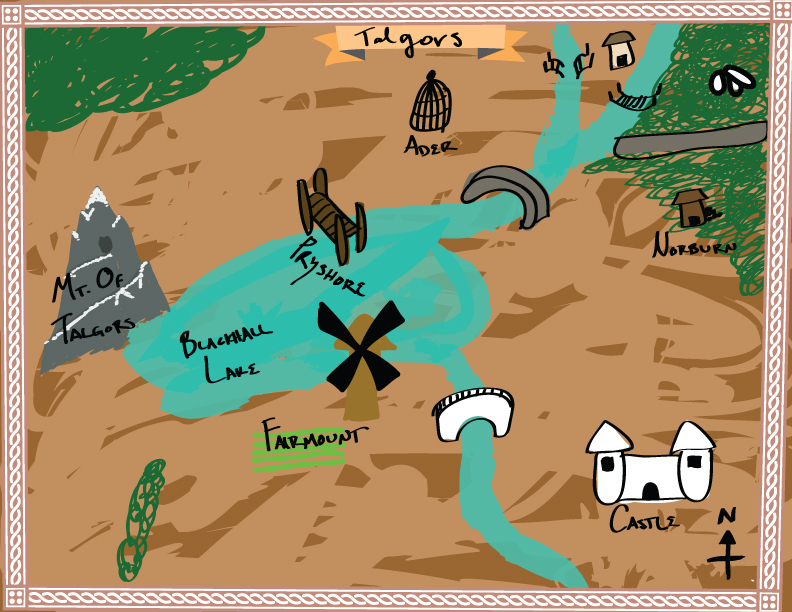 Talgors
ADER
PRYSHORE
NORBURN
MT. OF
TALGORS
BLACKHALL
LAKE
FAIRMOUNT
CASTLE
N